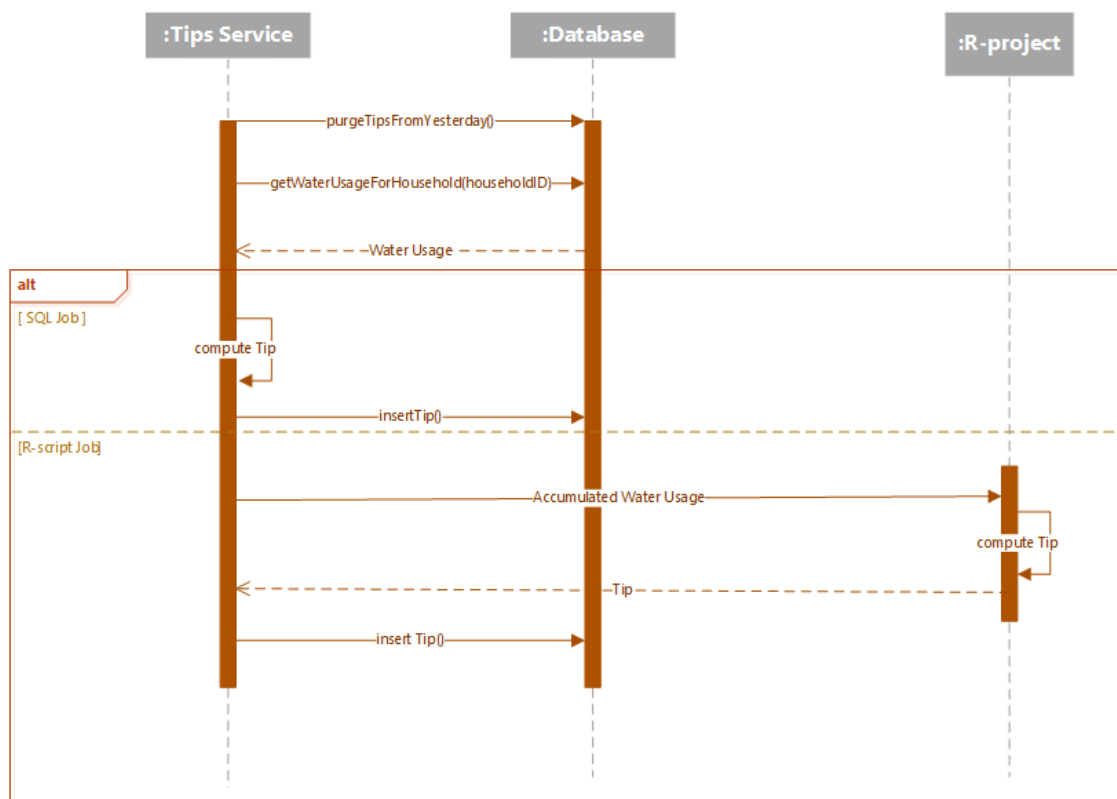 :Tips Service
:Database
:R-project
purgeTipsFromYesterday()
getWaterUsageForHousehold(householdID)
Water Usage
alt
[ SQL Job ]
compute Tip
insertTip()
[R-script Job]
Accumulated Water Usage
compute Tip
Tip
insert Tip()